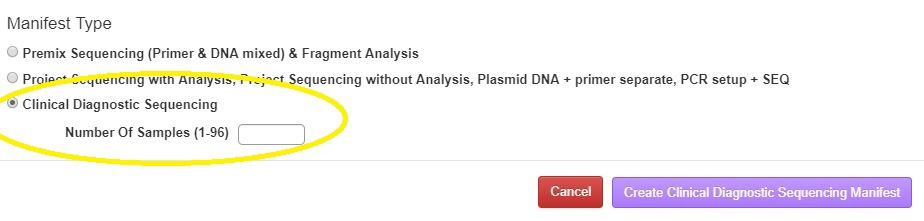 Manifest Type
Premix Sequencing (Primer & DNA mixed) & Fragment Analysis
Project Sequencing with Analysis, Project Sequencing without Analysis, Plasmid DNA + primer separate, PCR setup + SEQ
Clinical Diagnostic Sequencing
Number Of Samples (1-96)
Cancel Create Clinical Diagnostic Sequencing Manifest